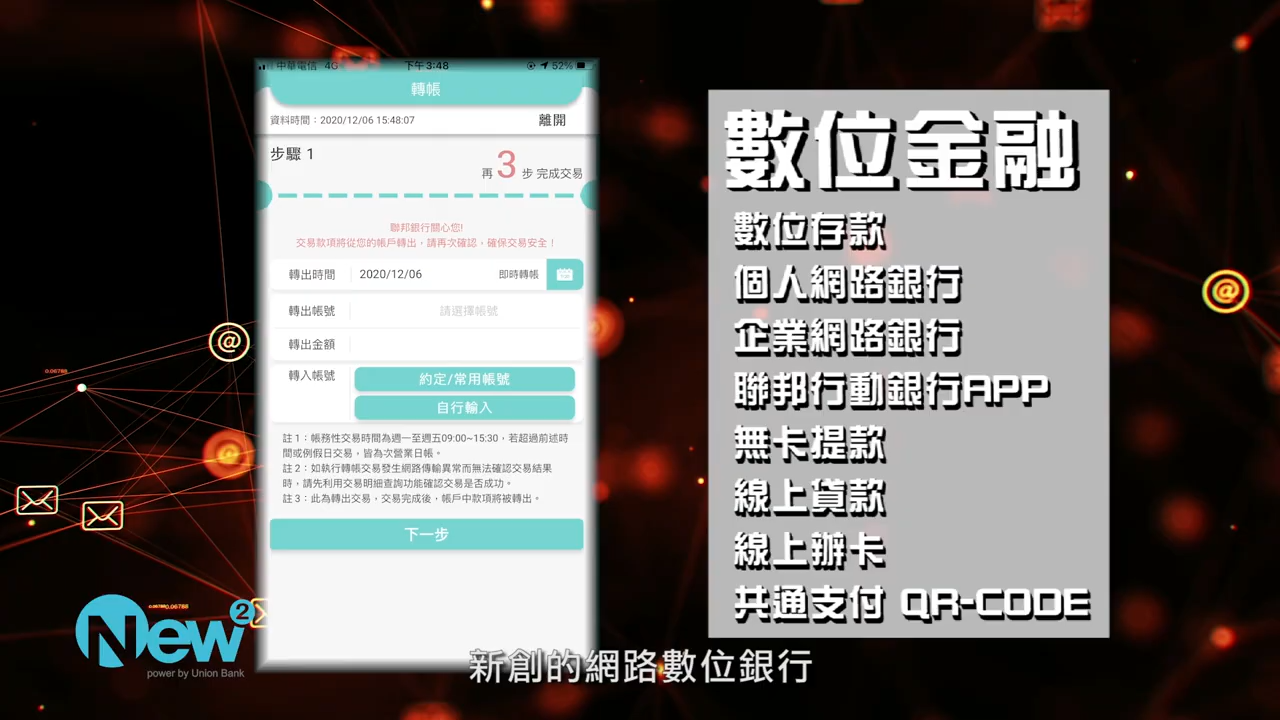 中華電信 4G 下午3:48 52%
轉帳
資料時間：2020/12/06 15:48:07 離開
步驟 1
再 3 步 完成交易
聯邦銀行關心您!
交易款項將從您的帳戶轉出，請再次確認，確保交易安全！
轉出時間 2020/12/06 即時轉帳
轉出帳號 請選擇帳號
轉出金額
轉入帳號 約定/常用帳號
自行輸入
註1：帳務性交易時間為週一至週五09:00~15:30，若超過前述時
間或例假日交易，皆為次營業日帳。
註2：如執行轉帳交易發生網路傳輸異常而無法確認交易結果
時，請先利用交易明細查詢功能確認交易是否成功。
註3：此為轉出交易，交易完成後，帳戶中款項將被轉出。
下一步
數位金融
數位存款
個人網路銀行
企業網路銀行
聯邦行動銀行APP
無卡提款
線上貸款
線上辦卡
共通支付 QR-CODE
0.06788
0.06788
New2
power by Union Bank
新創的網路數位銀行